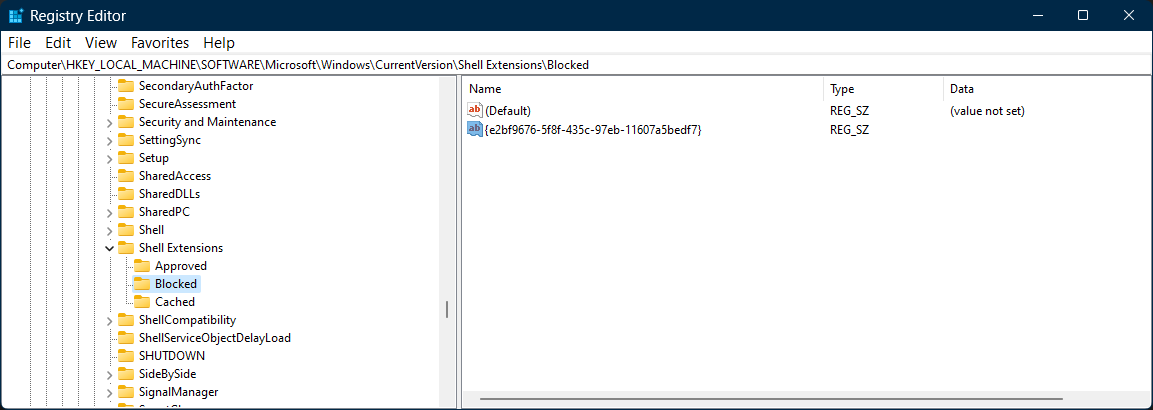 Registry Editor
File Edit View Favorites Help
Computer\HKEY_LOCAL_MACHINE\SOFTWARE\Microsoft\Windows\CurrentVersion\Shell Extensions\Blocked
SecondaryAuthFactor
SecureAssessment
Security and Maintenance
SettingSync
Setup
SharedAccess
SharedDLLs
SharedPC
Shell
Shell Extensions
Approved
Blocked
Cached
ShellCompatibility
ShellServiceObjectDelayLoad
SHUTDOWN
SideBySide
SignalManager
Name Type Data
ab (Default) REG_SZ (value not set)
ab {e2bf9676-5f8f-435c-97eb-11607a5bedf7} REG_SZ